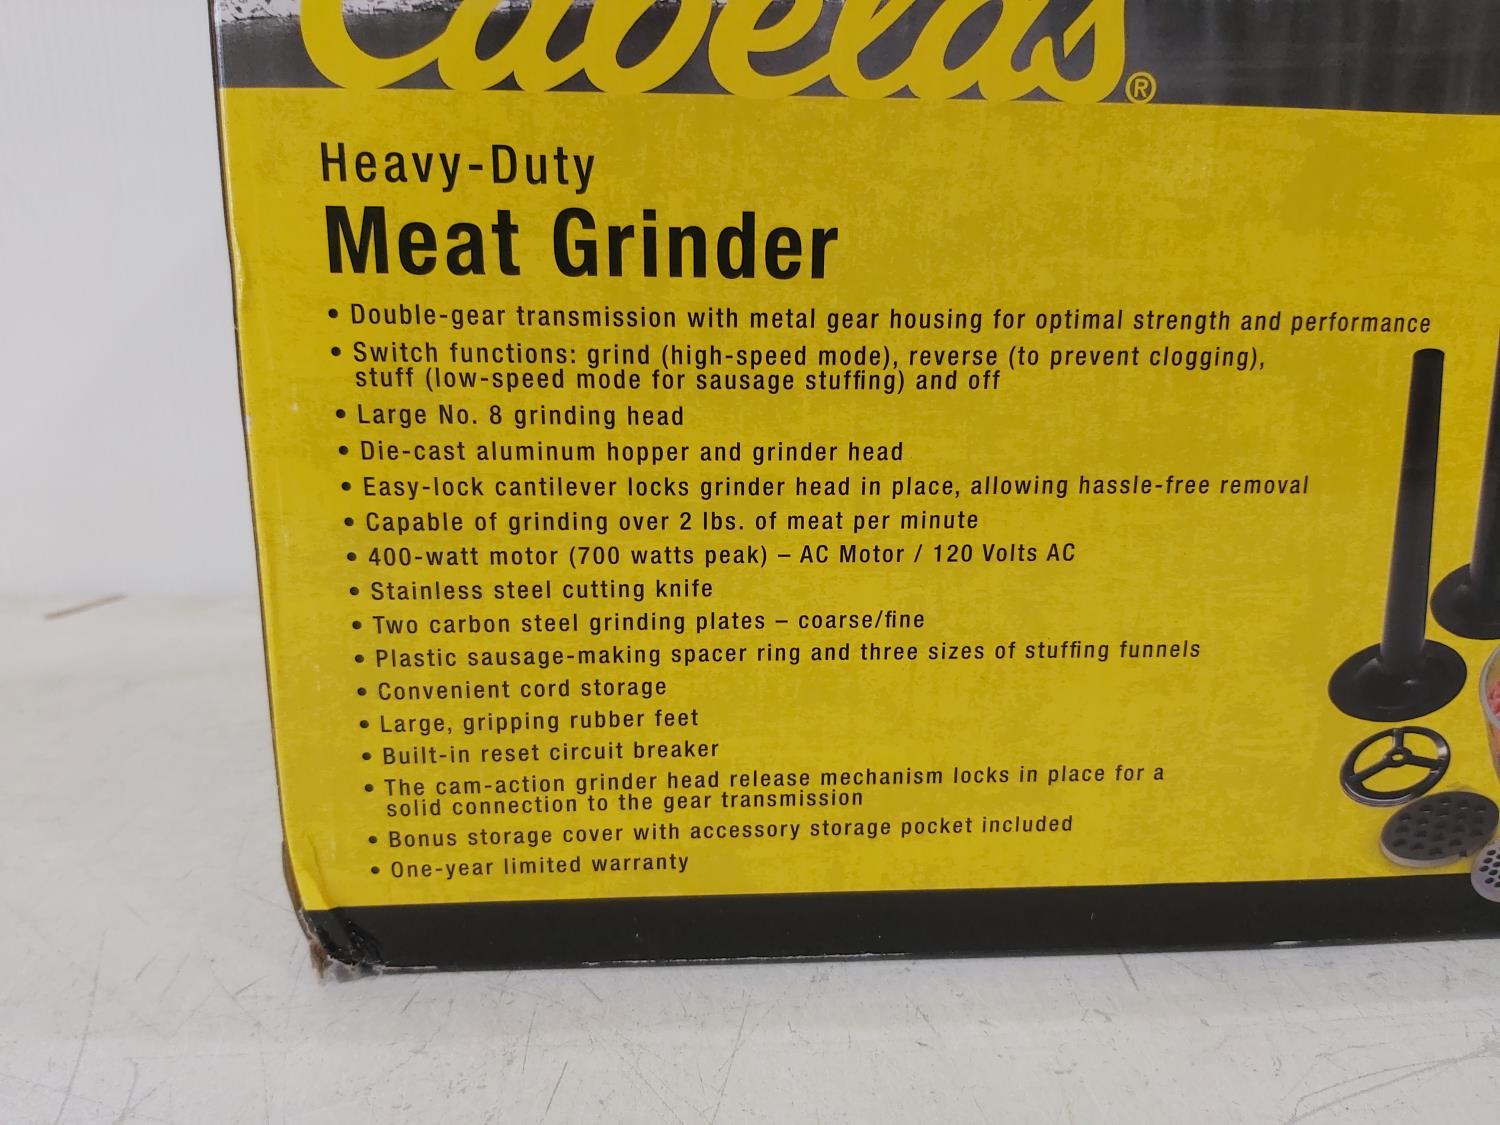 Cabela's®
Heavy-Duty
Meat Grinder
• Double-gear transmission with metal gear housing for optimal strength and performance
• Switch functions: grind (high-speed mode), reverse (to prevent clogging),
stuff (low-speed mode for sausage stuffing) and off
• Large No. 8 grinding head
• Die-cast aluminum hopper and grinder head
• Easy-lock cantilever locks grinder head in place, allowing hassle-free removal
• Capable of grinding over 2 lbs. of meat per minute
• 400-watt motor (700 watts peak) – AC Motor / 120 Volts AC
• Stainless steel cutting knife
• Two carbon steel grinding plates – coarse/fine
• Plastic sausage-making spacer ring and three sizes of stuffing funnels
• Convenient cord storage
• Large, gripping rubber feet
• Built-in reset circuit breaker
• The cam-action grinder head release mechanism locks in place for a
solid connection to the gear transmission
• Bonus storage cover with accessory storage pocket included
• One-year limited warranty